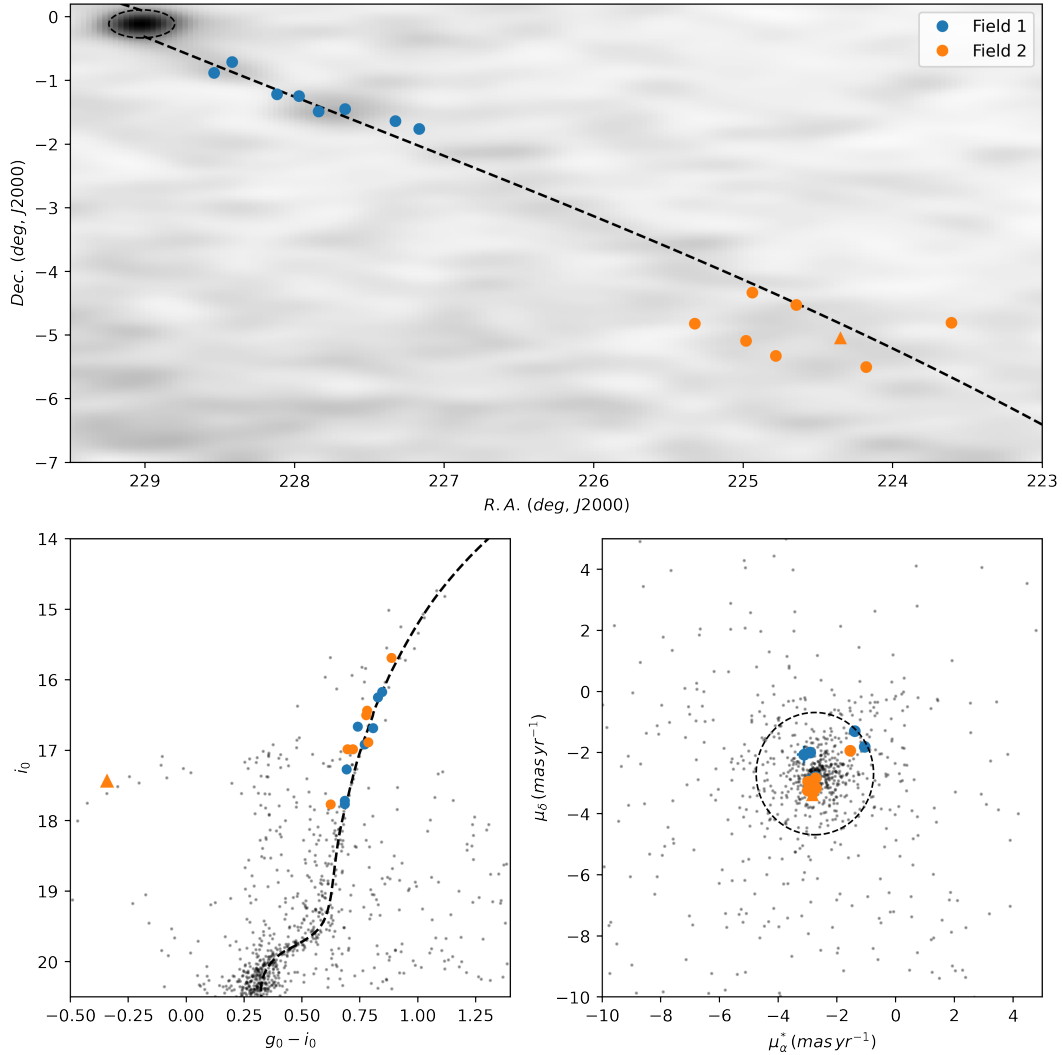 0
−1
−2
−3
−4
−5
−6
−7
Dec. (deg, J2000)
Field 1
Field 2
229 228 227 226 225 224 223
R. A. (deg, J2000)
14
15
16
17
18
19
20
i₀
−0.50 −0.25 0.00 0.25 0.50 0.75 1.00 1.25
g₀ − i₀
4
2
0
−2
−4
−6
−8
−10
μδ (mas yr⁻¹)
−10 −8 −6 −4 −2 0 2 4
μ*α (mas yr⁻¹)